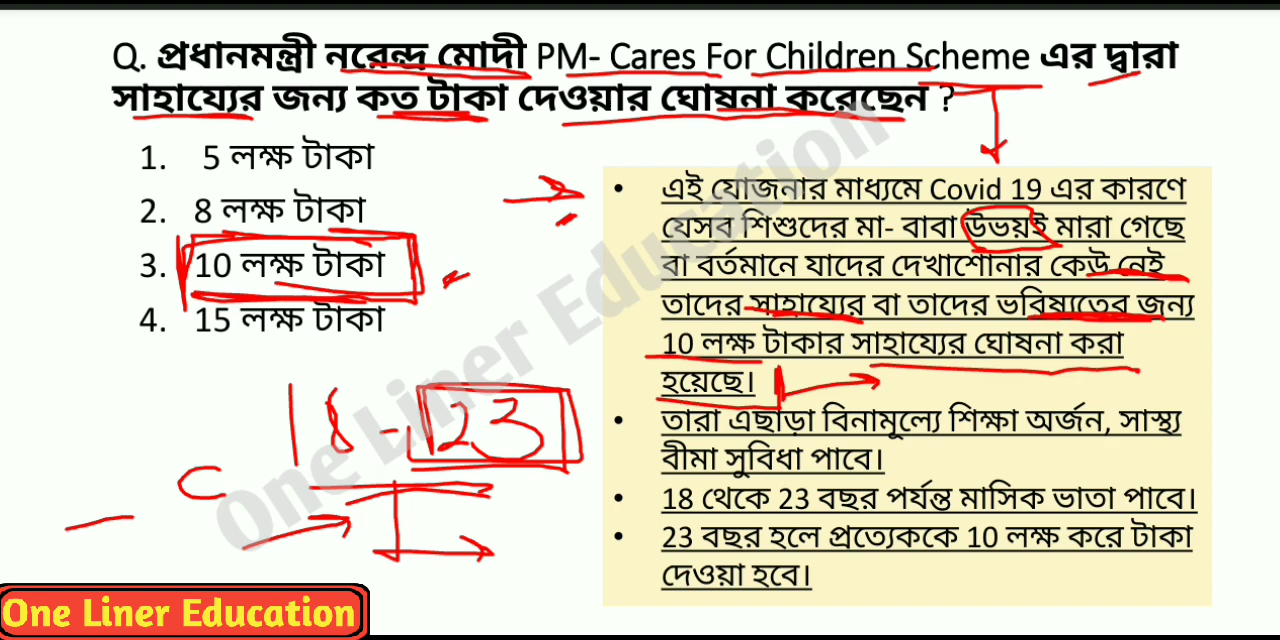 Q. প্রধানমন্ত্রী নরেন্দ্র মোদী PM- Cares For Children Scheme এর দ্বারা
সাহায্যের জন্য কত টাকা দেওয়ার ঘোষনা করেছেন ?
1. 5 লক্ষ টাকা
2. 8 লক্ষ টাকা
3. 10 লক্ষ টাকা
4. 15 লক্ষ টাকা
• এই যোজনার মাধ্যমে Covid 19 এর কারণে
যেসব শিশুদের মা- বাবা উভয়ই মারা গেছে
বা বর্তমানে যাদের দেখাশোনার কেউ নেই
তাদের সাহায্যের বা তাদের ভবিষ্যতের জন্য
10 লক্ষ টাকার সাহায্যের ঘোষনা করা
হয়েছে।
• তারা এছাড়া বিনামূল্যে শিক্ষা অর্জন, সাস্থ্য
বীমা সুবিধা পাবে।
• 18 থেকে 23 বছর পর্যন্ত মাসিক ভাতা পাবে।
• 23 বছর হলে প্রত্যেককে 10 লক্ষ করে টাকা
দেওয়া হবে।
18-23
One Liner Education
One Liner Education